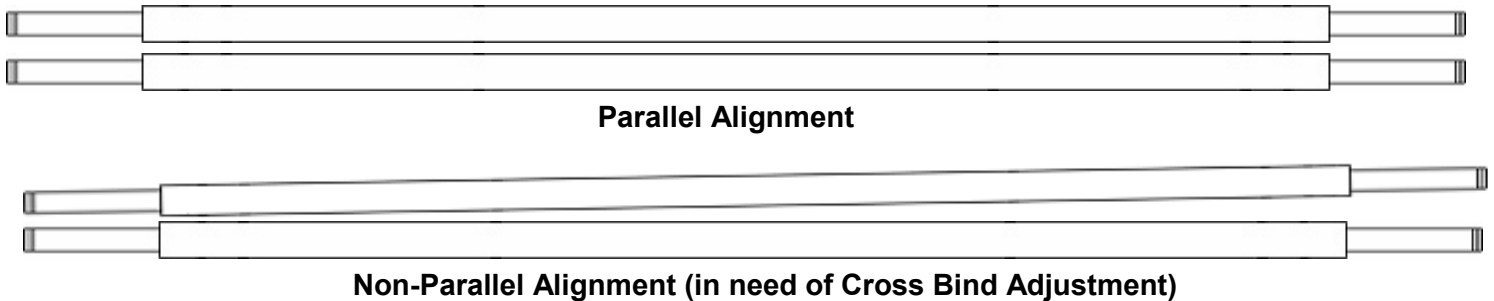 Parallel Alignment
Non-Parallel Alignment (in need of Cross Bind Adjustment)